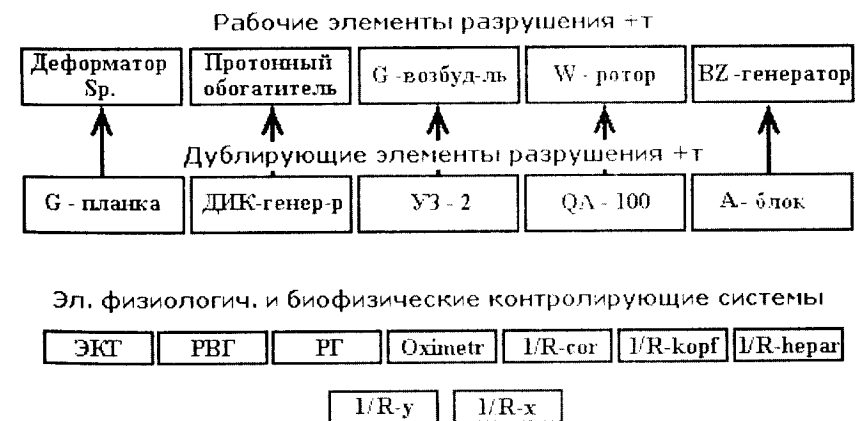 Рабочие элементы разрушения +т
Деформатор Sp.
Протонный обогатитель
G -возбуд-ль
W - ротор
BZ -генератор
Дублирующие элементы разрушения +т
G - планка
ДИК-генер-р
УЗ - 2
QA - 100
А - блок
Эл. физиологич. и биофизические контролирующие системы
ЭКГ
РВГ
РГ
Oximetr
1/R-cor
1/R-kopf
1/R-hepar
1/R-y
1/R-x